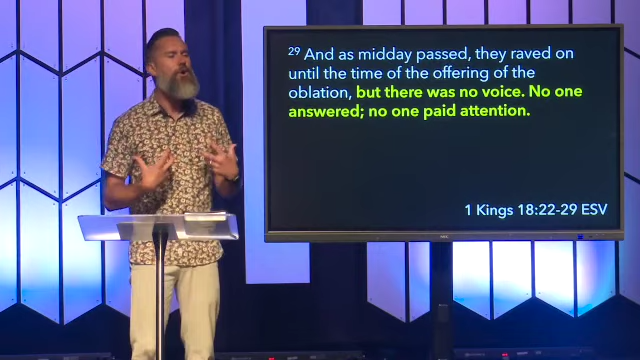 29 And as midday passed, they raved on
until the time of the offering of the
oblation, but there was no voice. No one
answered; no one paid attention.
1 Kings 18:22-29 ESV
NEC